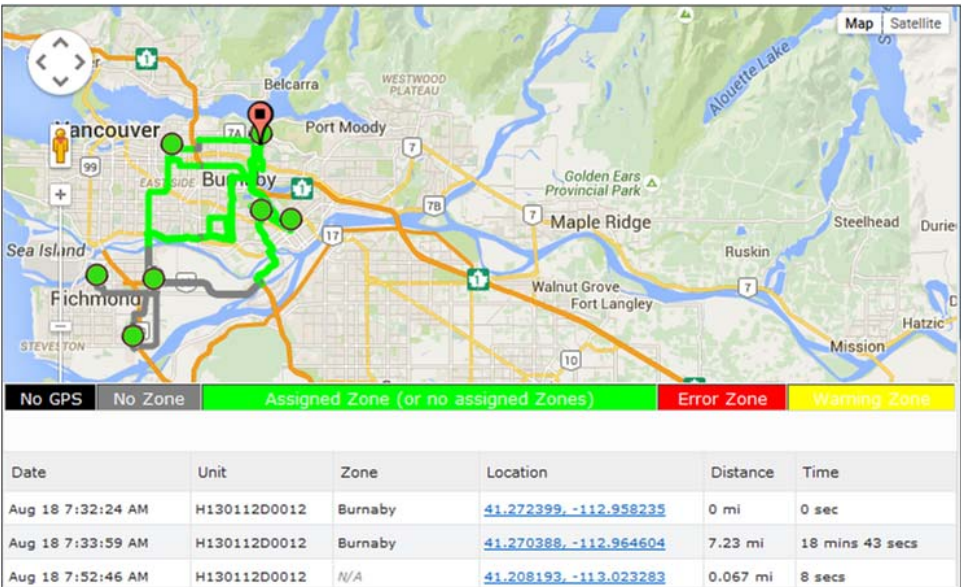 Map Satellite
1
Alouette Lake
Belcarra
WESTWOOD
PLATEAU
Vancouver
7A
Port Moody
7
99
EASTSIDE
1
Golden Ears
Provincial Park
7B
7
Maple Ridge
Steelhead
17
Sea Island
Ruskin
1
Walnut Grove
7
Richmond
Fort Langley
Hatzic
STEVESTON
Mission
10
No GPS No Zone Assigned Zone (or no assigned Zones) Error Zone Warning Zone
Date Unit Zone Location Distance Time
Aug 18 7:32:24 AM H130112D0012 Burnaby 41.272399, -112.958235 0 mi 0 sec
Aug 18 7:33:59 AM H130112D0012 Burnaby 41.270388, -112.964604 7.23 mi 18 mins 43 secs
Aug 18 7:52:46 AM H130112D0012 N/A 41.208193, -113.023283 0.067 mi 8 secs